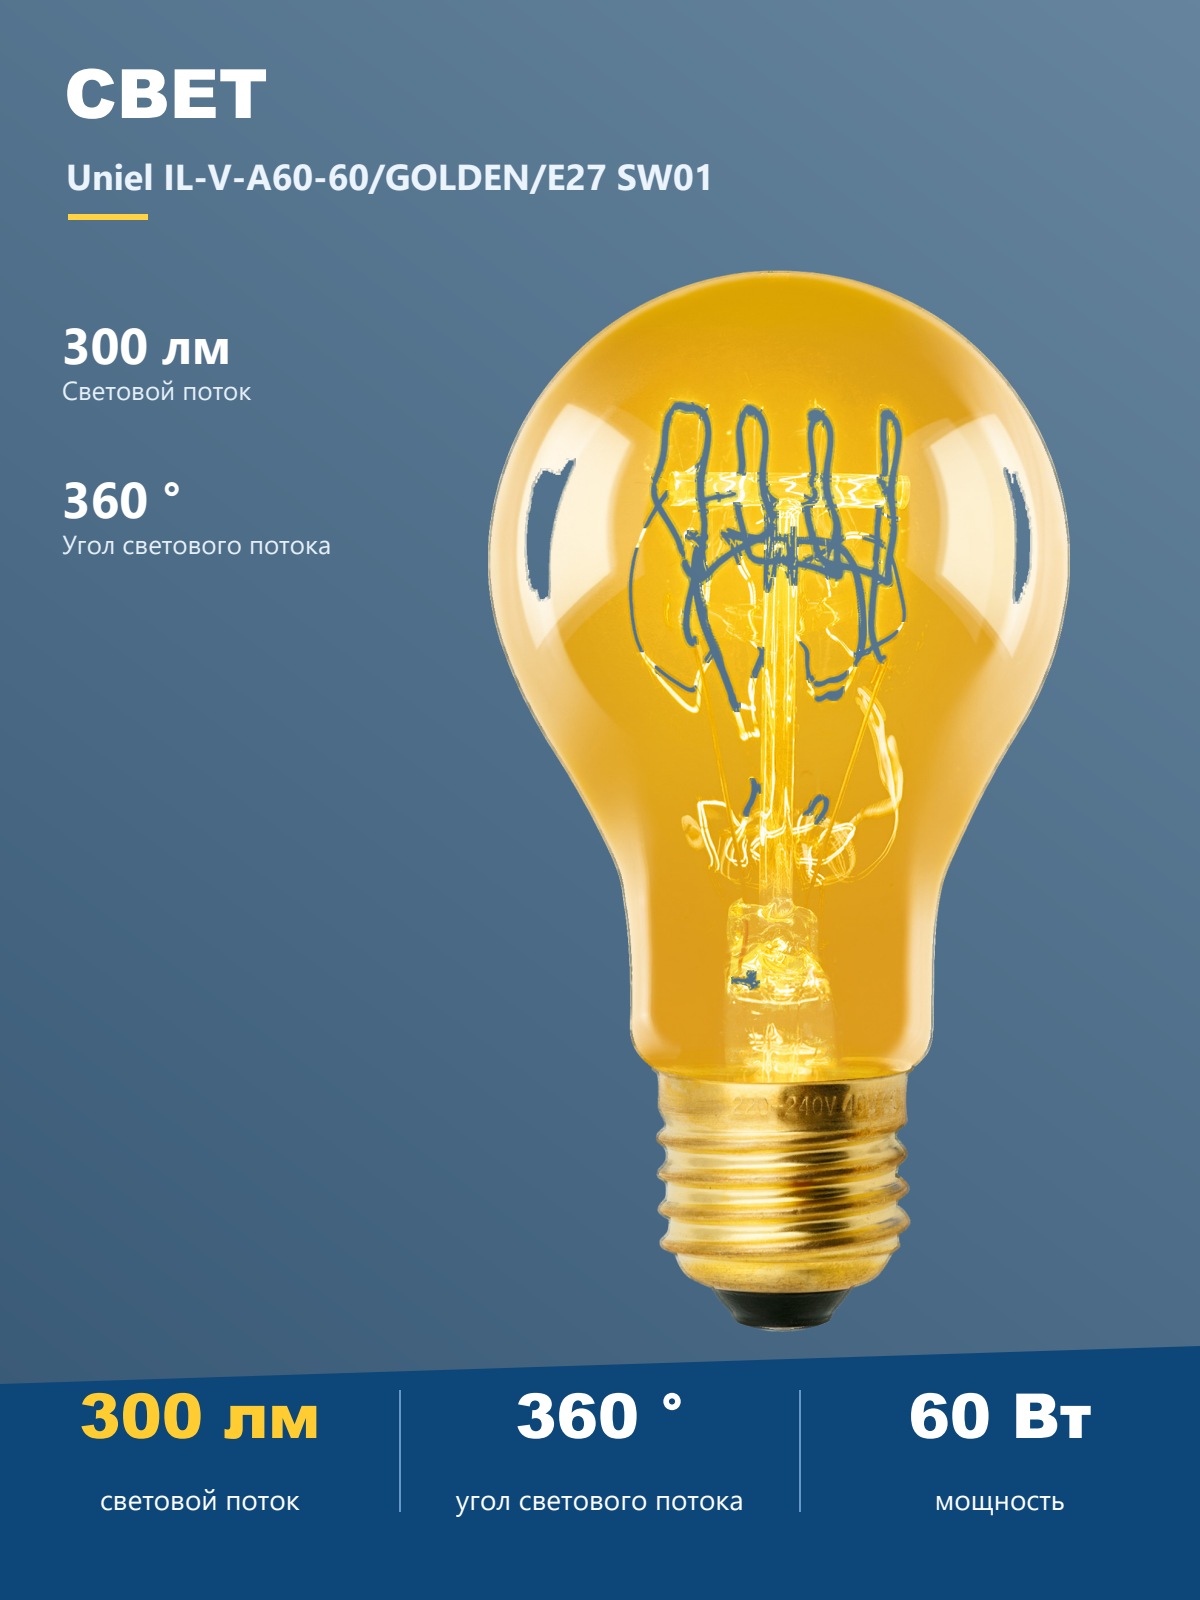 СВЕТ
Uniel IL-V-A60-60/GOLDEN/E27 SW01
300 лм
Световой поток
360 °
Угол светового потока
220-240V
300 лм
световой поток
360 °
угол светового потока
60 Вт
мощность